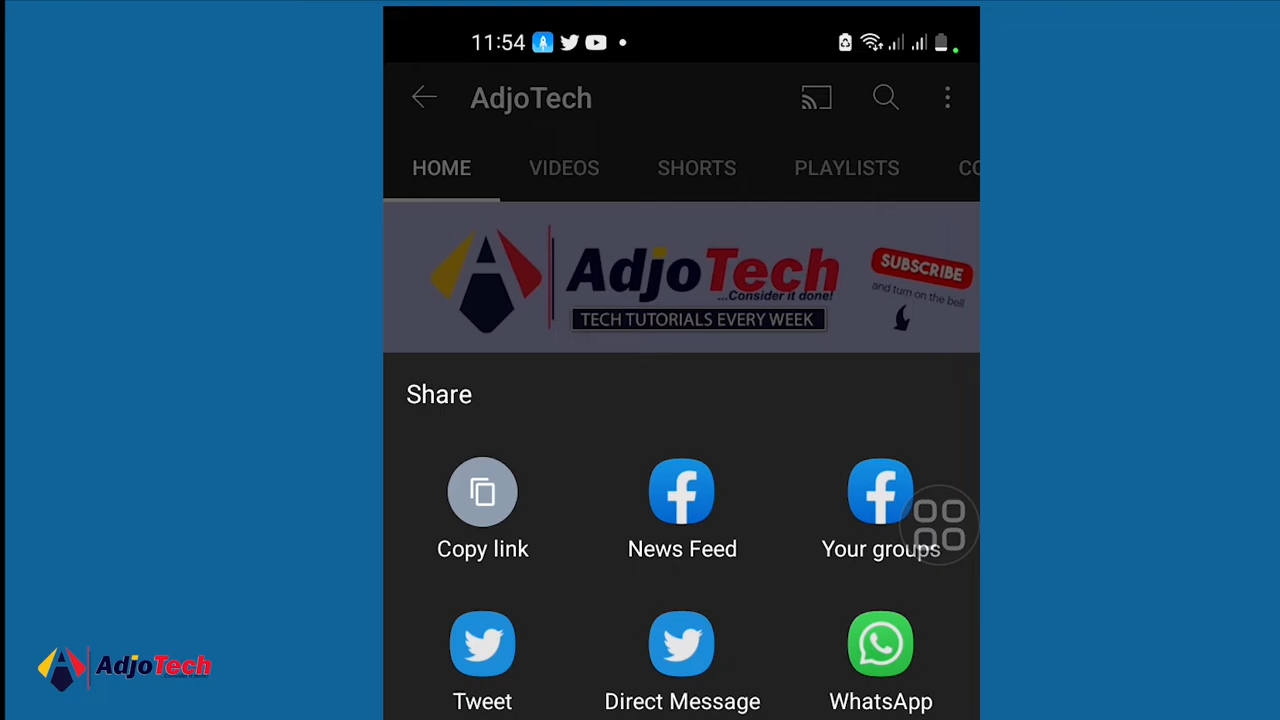 11:54
AdjoTech
HOME VIDEOS SHORTS PLAYLISTS CO
AdjoTech
...Consider it done!
TECH TUTORIALS EVERY WEEK
SUBSCRIBE
and turn on the bell
Share
Copy link News Feed Your groups
Tweet Direct Message WhatsApp
AdjoTech